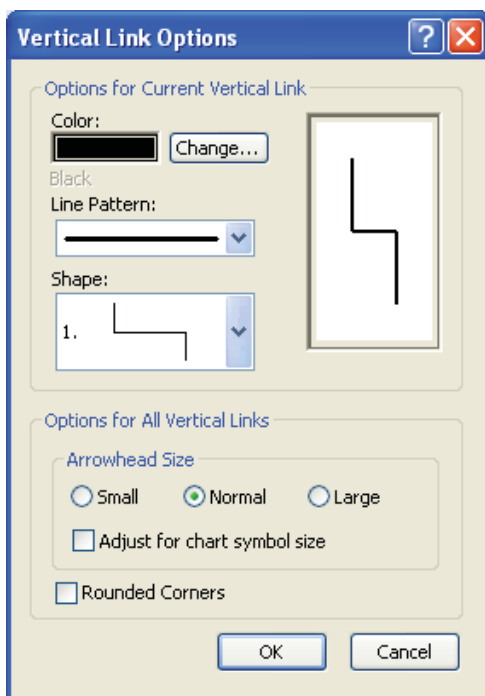 Vertical Link Options
Options for Current Vertical Link
Color:
Change...
Black
Line Pattern:
Shape:
1.
Options for All Vertical Links
Arrowhead Size
Small Normal Large
Adjust for chart symbol size
Rounded Corners
OK Cancel